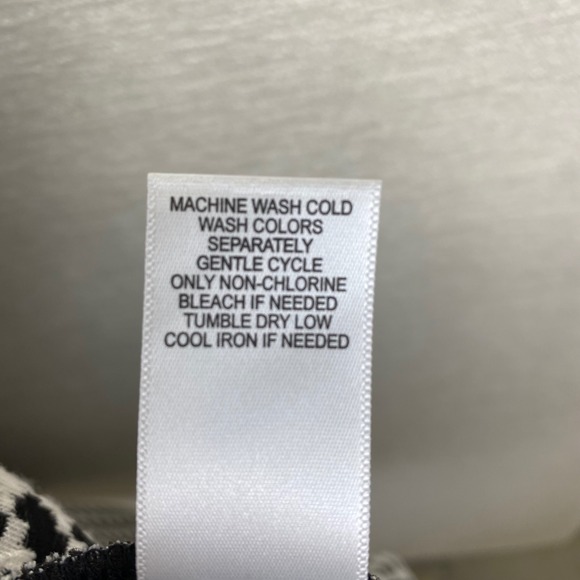 MACHINE WASH COLD
WASH COLORS
SEPARATELY
GENTLE CYCLE
ONLY NON-CHLORINE
BLEACH IF NEEDED
TUMBLE DRY LOW
COOL IRON IF NEEDED